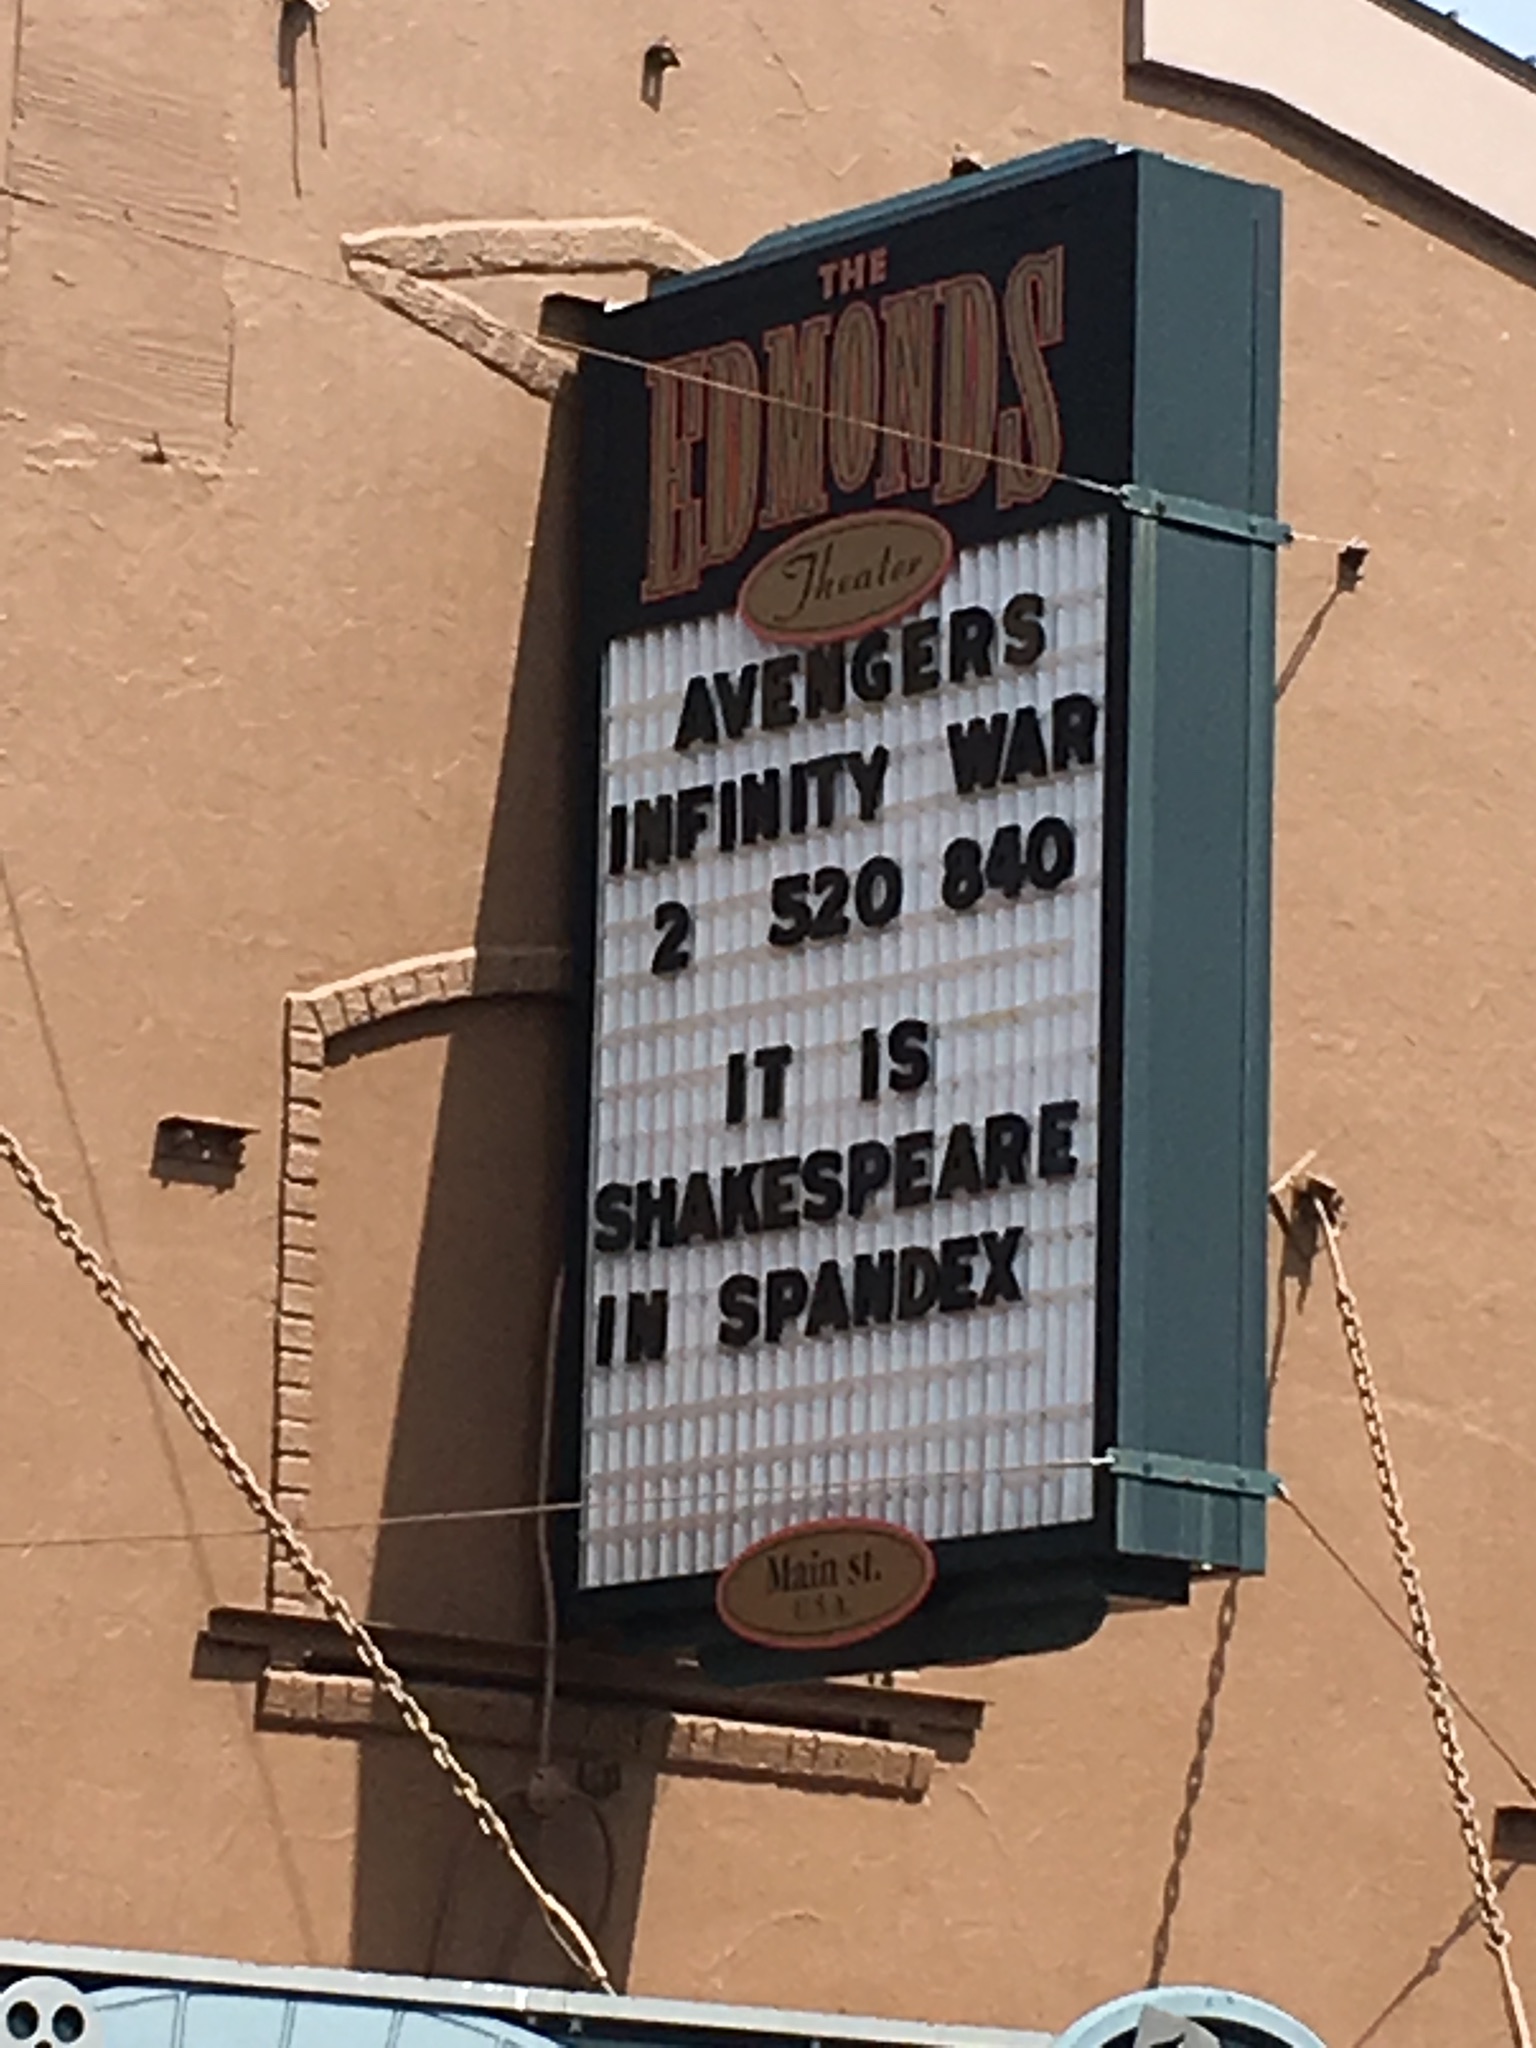 THE
EDMONDS
Theater
AVENGERS
INFINITY WAR
2 520 840
IT IS
SHAKESPEARE
IN SPANDEX
Main st.
U.S.A.